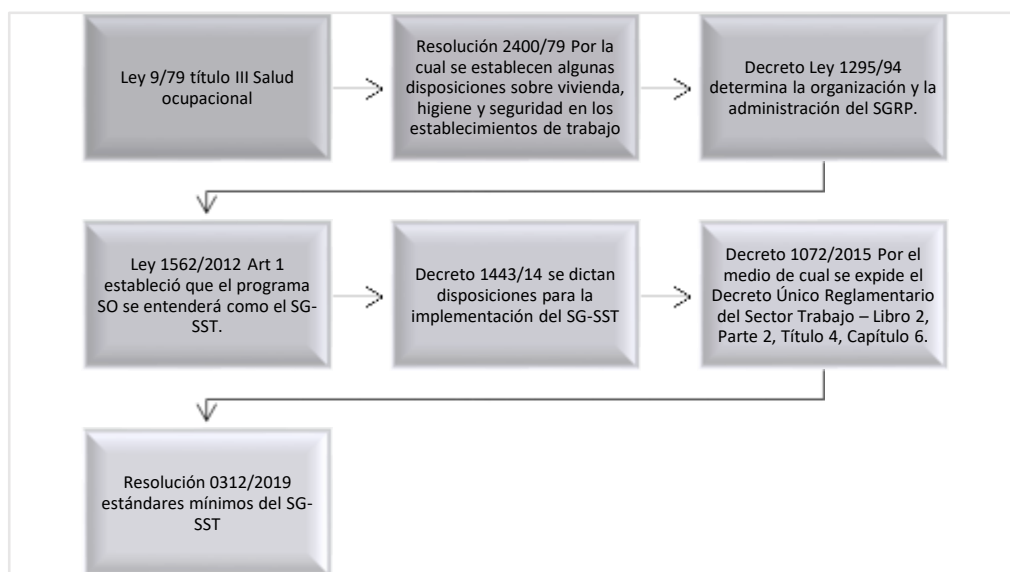 Ley 9/79 título III Salud
ocupacional
Resolución 2400/79 Por la
cual se establecen algunas
disposiciones sobre vivienda,
higiene y seguridad en los
establecimientos de trabajo
Decreto Ley 1295/94
determina la organización y la
administración del SGRP.
Ley 1562/2012 Art 1
estableció que el programa
SO se entenderá como el SG-
SST.
Decreto 1443/14 se dictan
disposiciones para la
implementación del SG-SST
Decreto 1072/2015 Por el
medio de cual se expide el
Decreto Único Reglamentario
del Sector Trabajo – Libro 2,
Parte 2, Título 4, Capítulo 6.
Resolución 0312/2019
estándares mínimos del SG-
SST